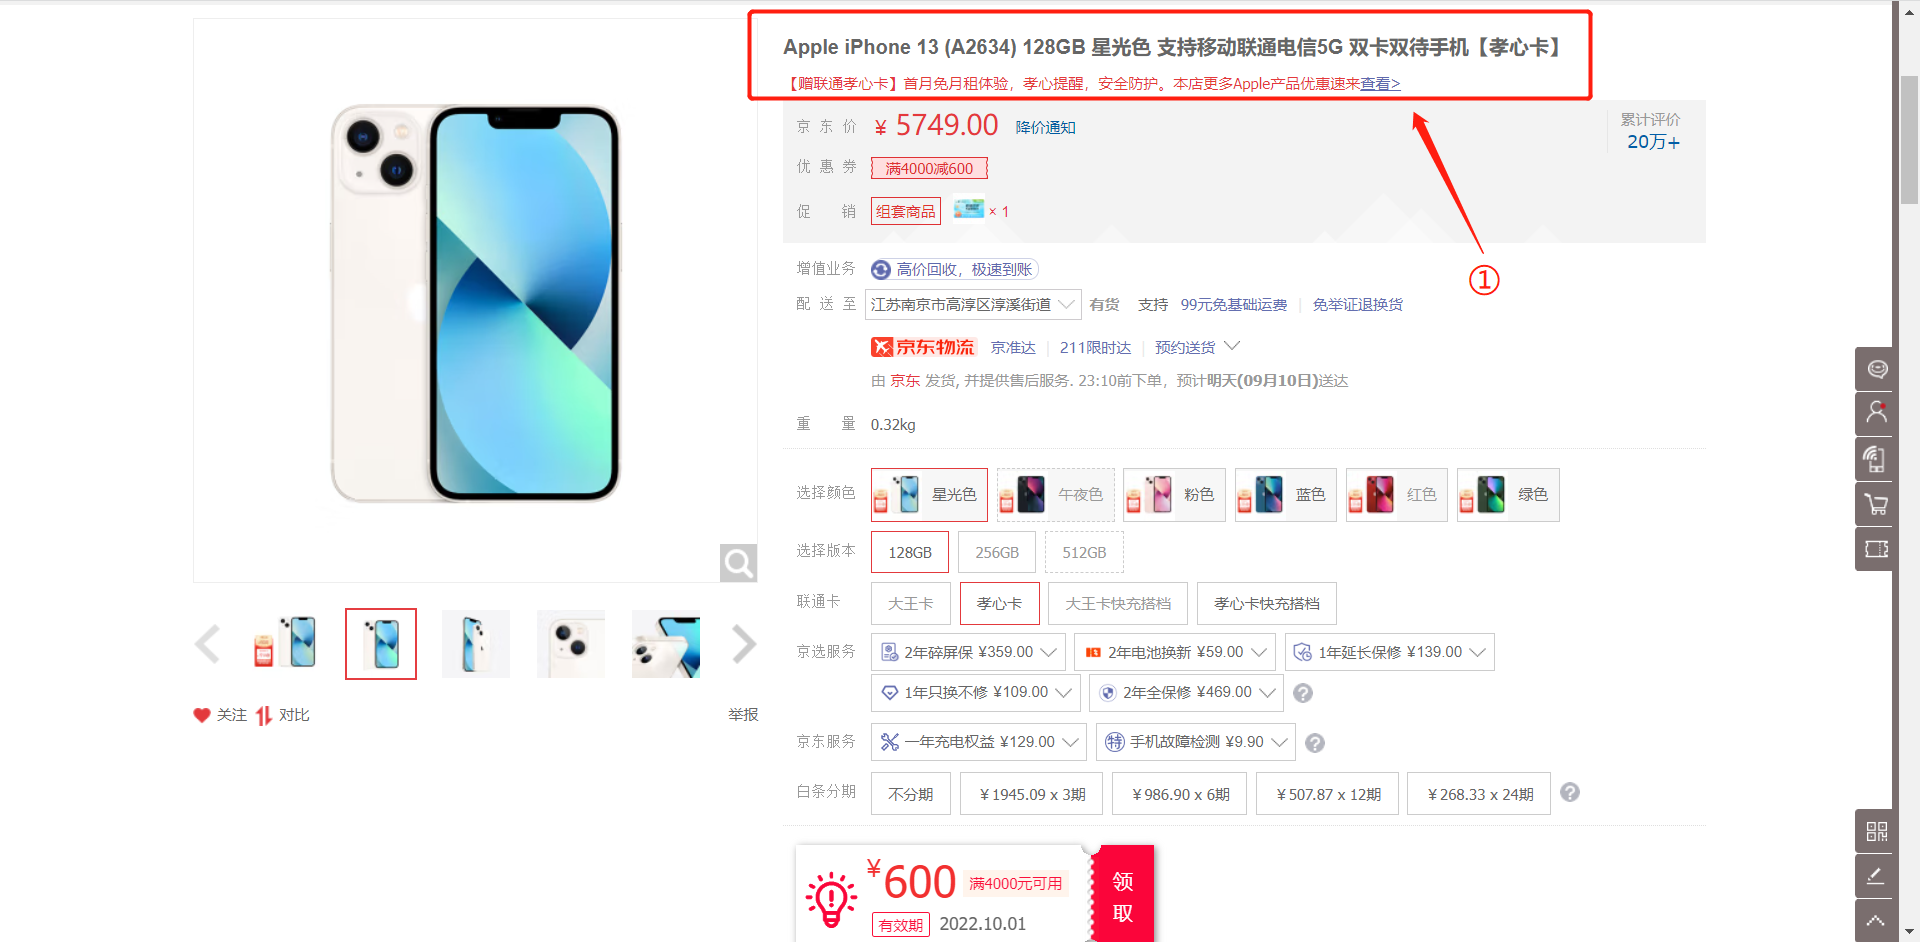 Apple iPhone 13 (A2634) 128GB 星光色 支持移动联通电信5G 双卡双待手机【孝心卡】
【赠联通孝心卡】首月免月租体验，孝心提醒，安全防护。本店更多Apple产品优惠速来查看>
京东价 ¥ 5749.00 降价通知
累计评价
20万+
优惠券 满4000减600
促销 组套商品 × 1
①
增值业务 高价回收，极速到账
配送至 江苏南京市高淳区淳溪街道 有货 支持 99元免基础运费 免举证退换货
京东物流 京准达 211限时达 预约送货
由 京东 发货, 并提供售后服务. 23:10前下单，预计明天(09月10日)送达
重量 0.32kg
选择颜色 星光色 午夜色 粉色 蓝色 红色 绿色
选择版本 128GB 256GB 512GB
联通卡 大王卡 孝心卡 大王卡快充搭档 孝心卡快充搭档
京选服务 2年碎屏保 ¥359.00 2年电池换新 ¥59.00 1年延长保修 ¥139.00
1年只换不修 ¥109.00 2年全保修 ¥469.00 ?
关注 对比 举报
京东服务 一年充电权益 ¥129.00 特 手机故障检测 ¥9.90 ?
白条分期 不分期 ¥1945.09 x 3期 ¥986.90 x 6期 ¥507.87 x 12期 ¥268.33 x 24期 ?
¥600 满4000元可用
有效期 2022.10.01
领
取